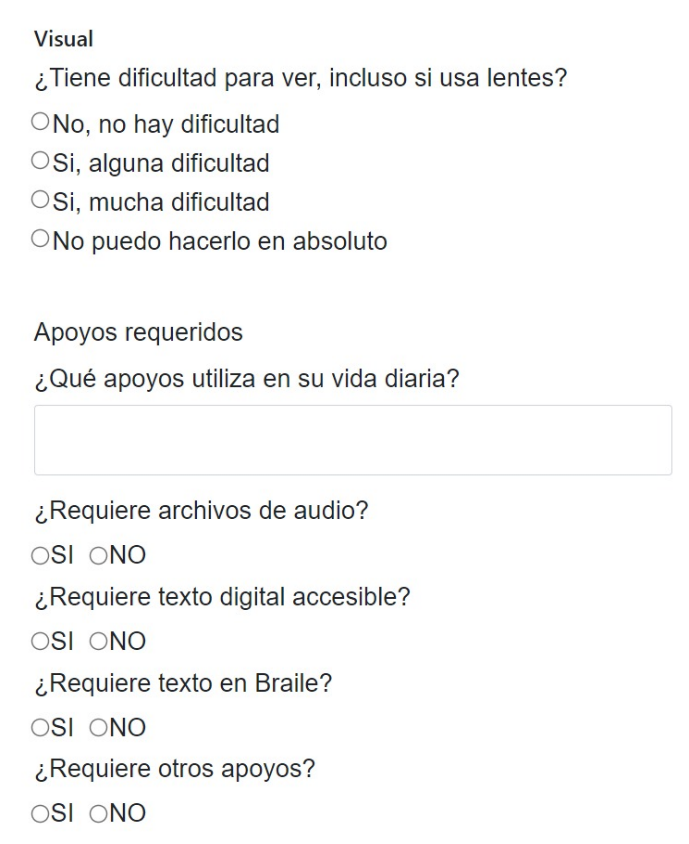 Visual
¿Tiene dificultad para ver, incluso si usa lentes?
No, no hay dificultad
Si, alguna dificultad
Si, mucha dificultad
No puedo hacerlo en absoluto
Apoyos requeridos
¿Qué apoyos utiliza en su vida diaria?
¿Requiere archivos de audio?
SI NO
¿Requiere texto digital accesible?
SI NO
¿Requiere texto en Braile?
SI NO
¿Requiere otros apoyos?
SI NO